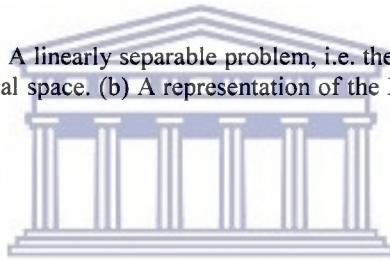 A linearly separable problem, i.e. the
al space. (b) A representation of the